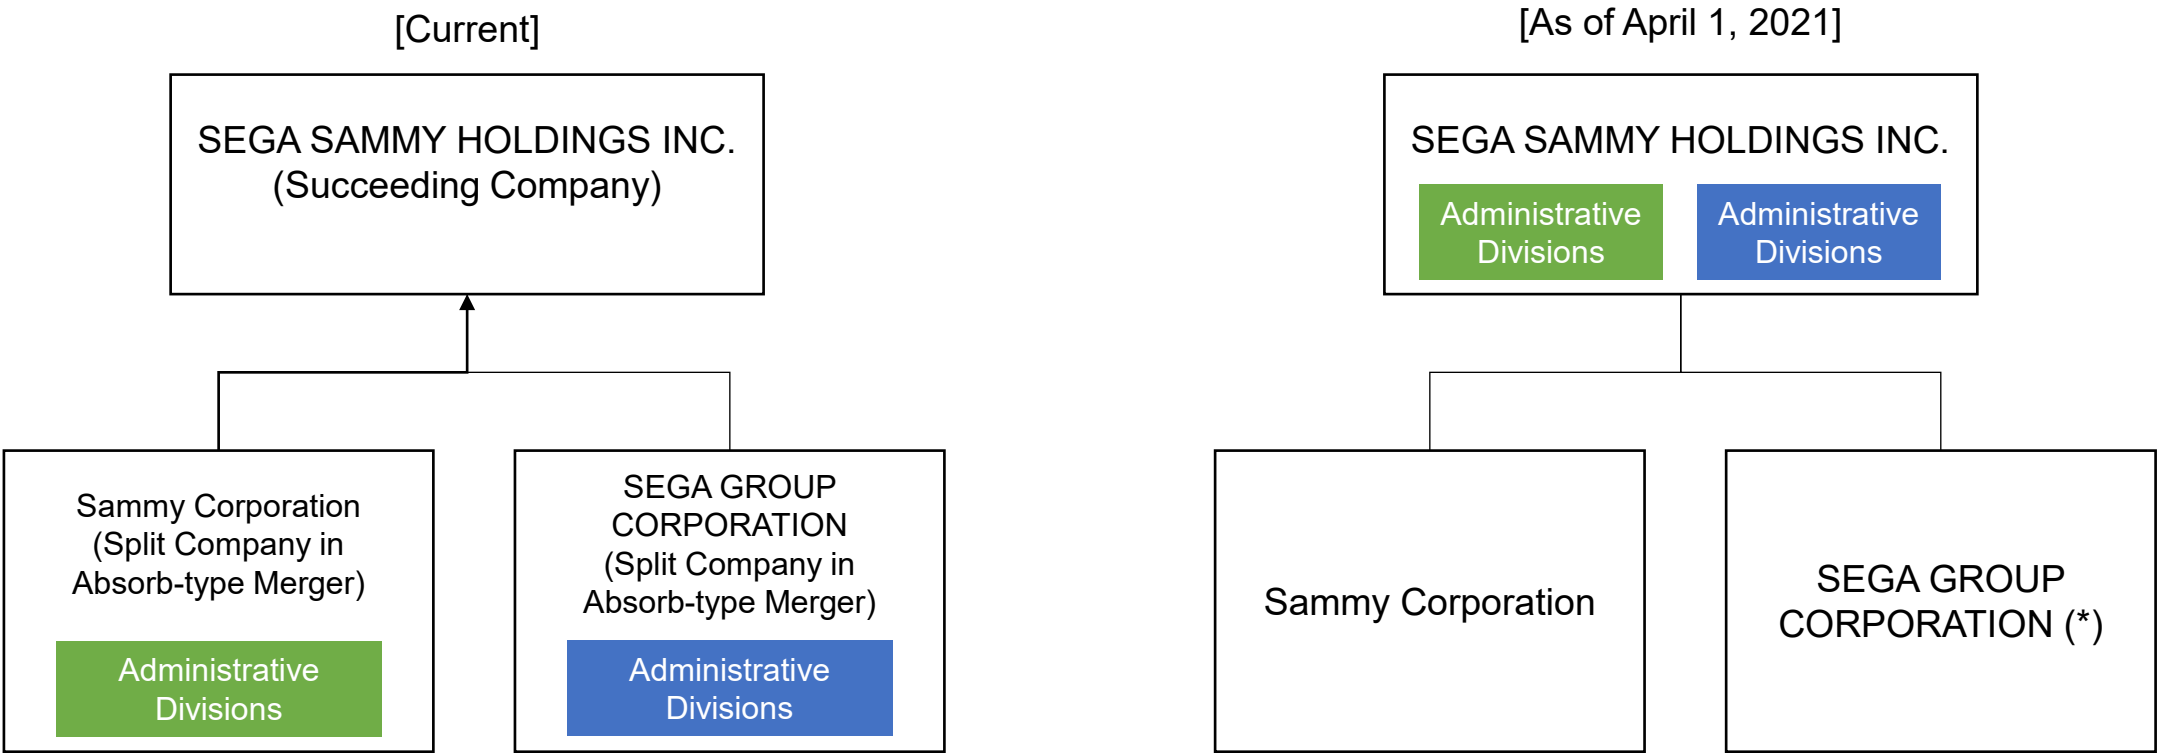 [Current]
SEGA SAMMY HOLDINGS INC.
(Succeeding Company)
Sammy Corporation
(Split Company in
Absorb-type Merger)
Administrative
Divisions
SEGA GROUP
CORPORATION
(Split Company in
Absorb-type Merger)
Administrative
Divisions
[As of April 1, 2021]
SEGA SAMMY HOLDINGS INC.
Administrative
Divisions
Administrative
Divisions
Sammy Corporation
SEGA GROUP
CORPORATION (*)